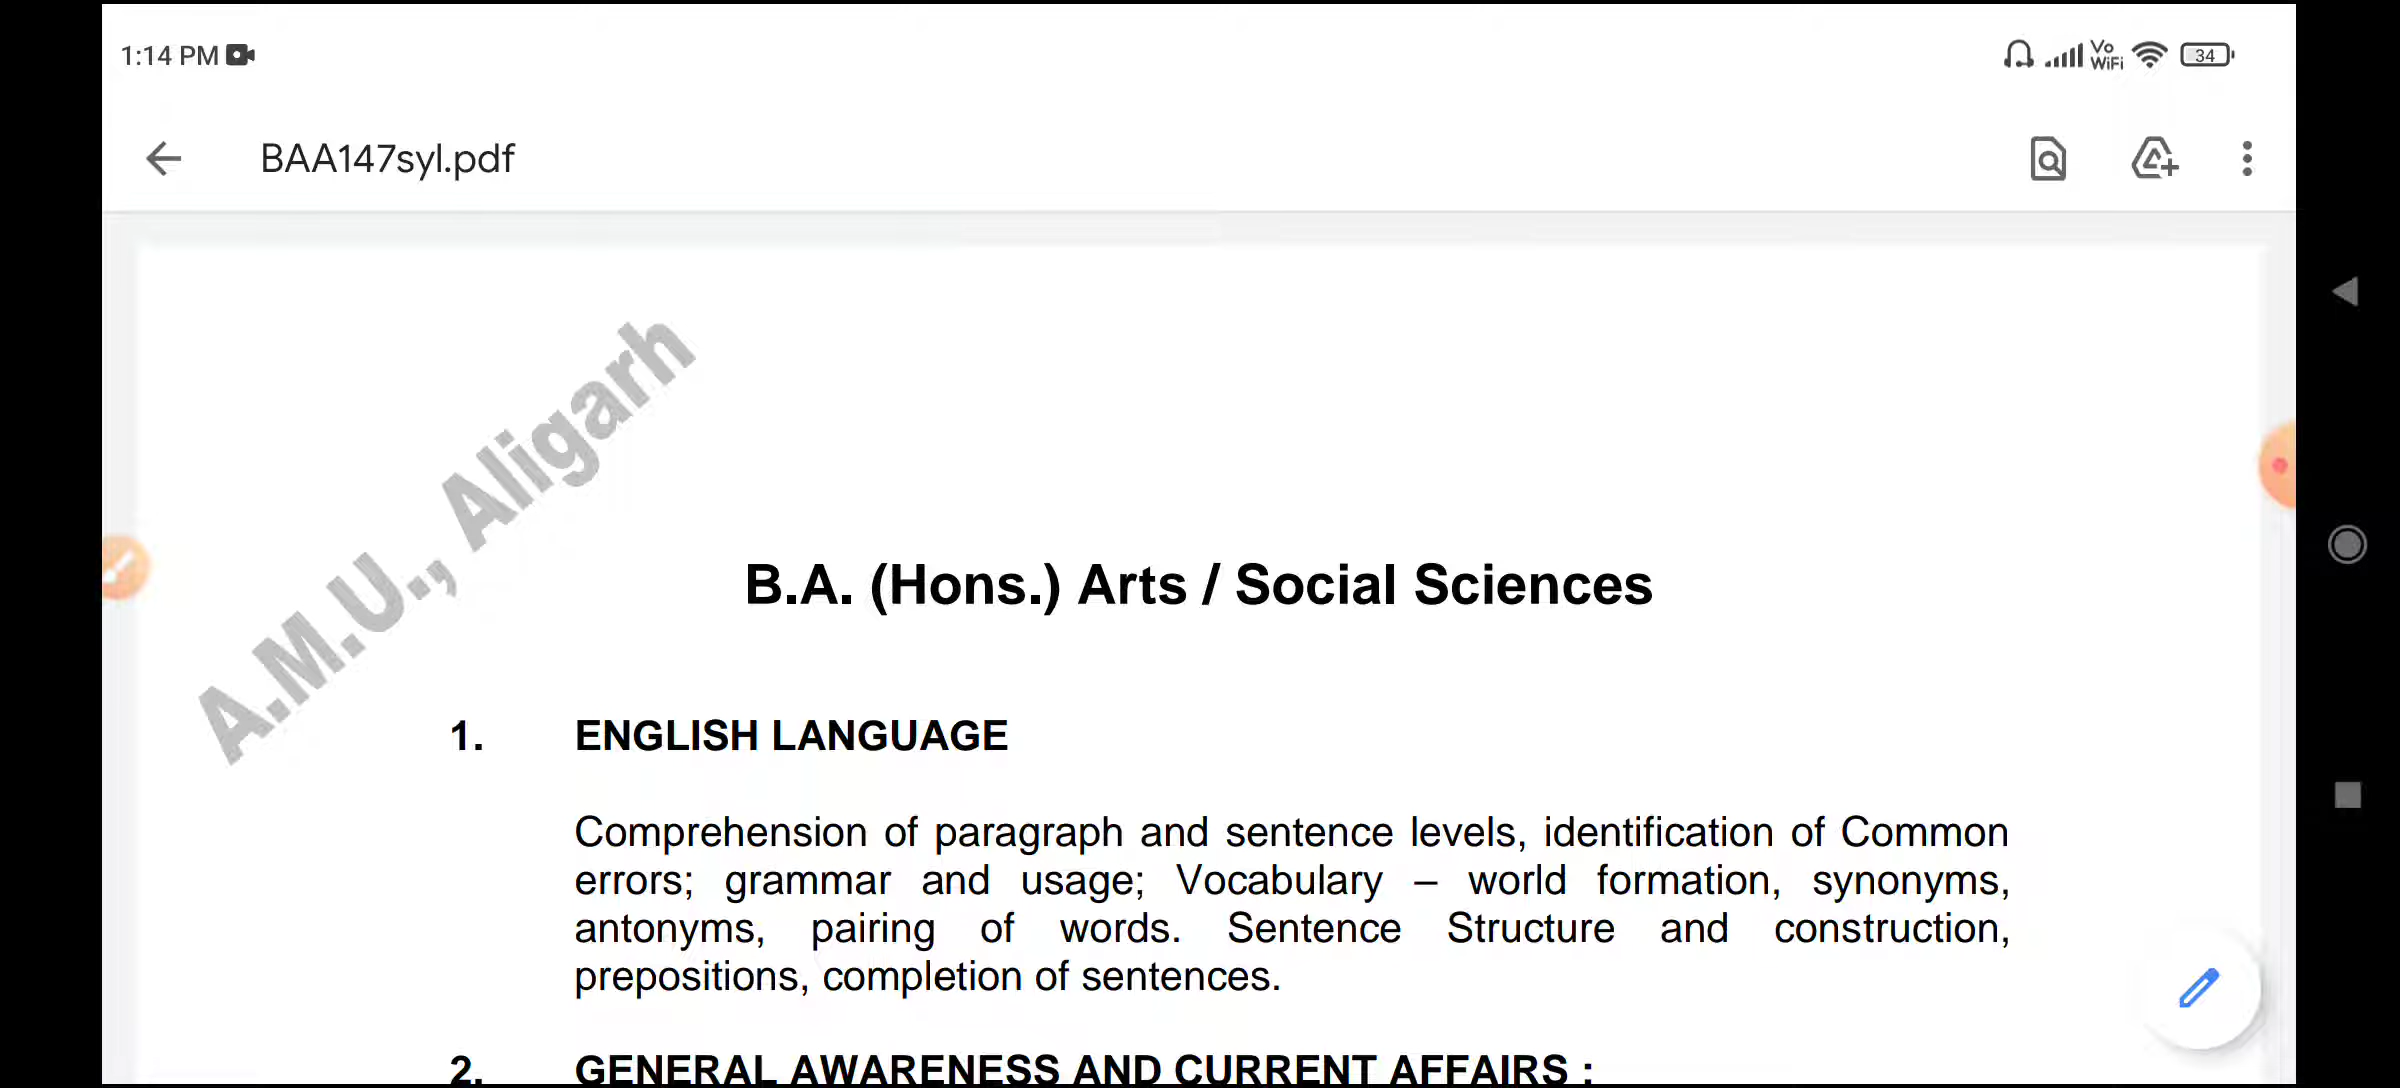 1:14 PM
Vo
WiFi
34
BAA147syl.pdf
A.M.U., Aligarh
B.A. (Hons.) Arts / Social Sciences
1. ENGLISH LANGUAGE
Comprehension of paragraph and sentence levels, identification of Common
errors; grammar and usage; Vocabulary – world formation, synonyms,
antonyms, pairing of words. Sentence Structure and construction,
prepositions, completion of sentences.
2. GENERAL AWARENESS AND CURRENT AFFAIRS :